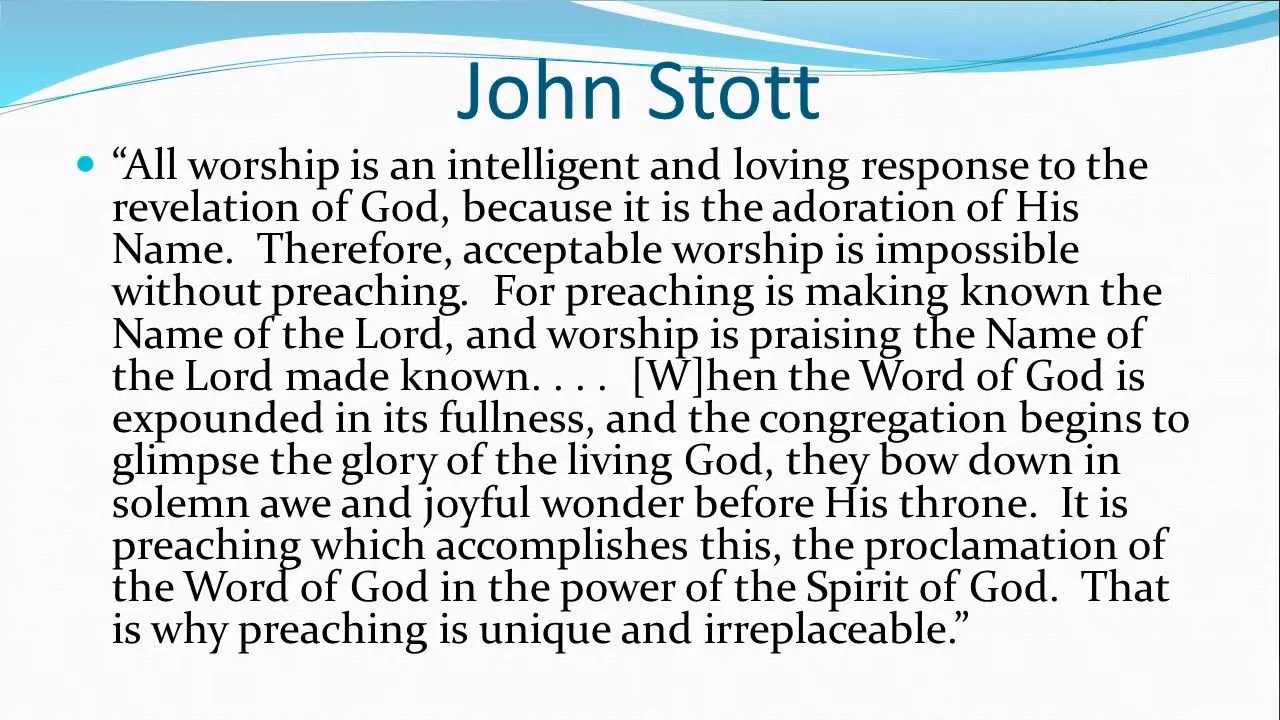 John Stott
• “All worship is an intelligent and loving response to the
revelation of God, because it is the adoration of His
Name.  Therefore, acceptable worship is impossible
without preaching.  For preaching is making known the
Name of the Lord, and worship is praising the Name of
the Lord made known. . . .  [W]hen the Word of God is
expounded in its fullness, and the congregation begins to
glimpse the glory of the living God, they bow down in
solemn awe and joyful wonder before His throne.  It is
preaching which accomplishes this, the proclamation of
the Word of God in the power of the Spirit of God.  That
is why preaching is unique and irreplaceable.”